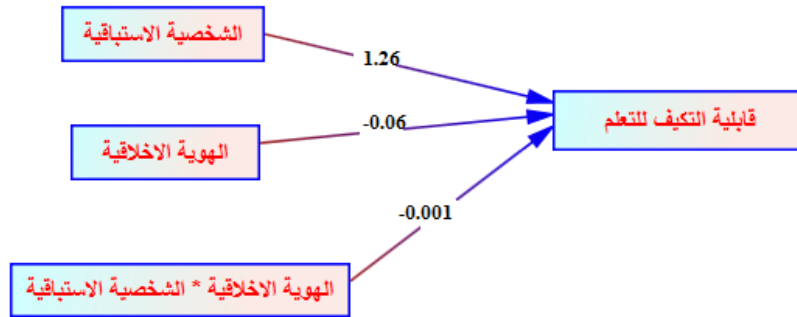 الشخصية الاستباقية
1.26
قابلية التكيف للتعلم
-0.06
الهوية الاخلاقية
-0.001
الهوية الاخلاقية * الشخصية الاستباقية